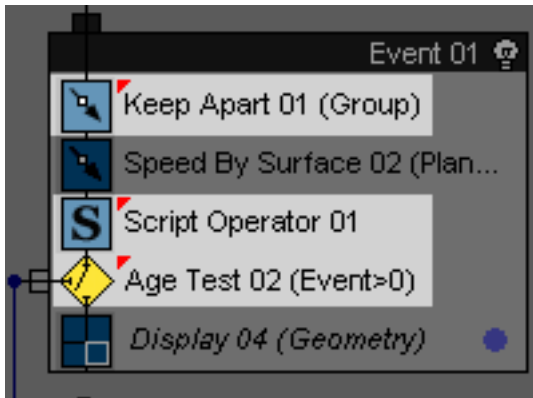 Event 01
Keep Apart 01 (Group)
Speed By Surface 02 (Plan...
S Script Operator 01
Age Test 02 (Event>0)
Display 04 (Geometry)